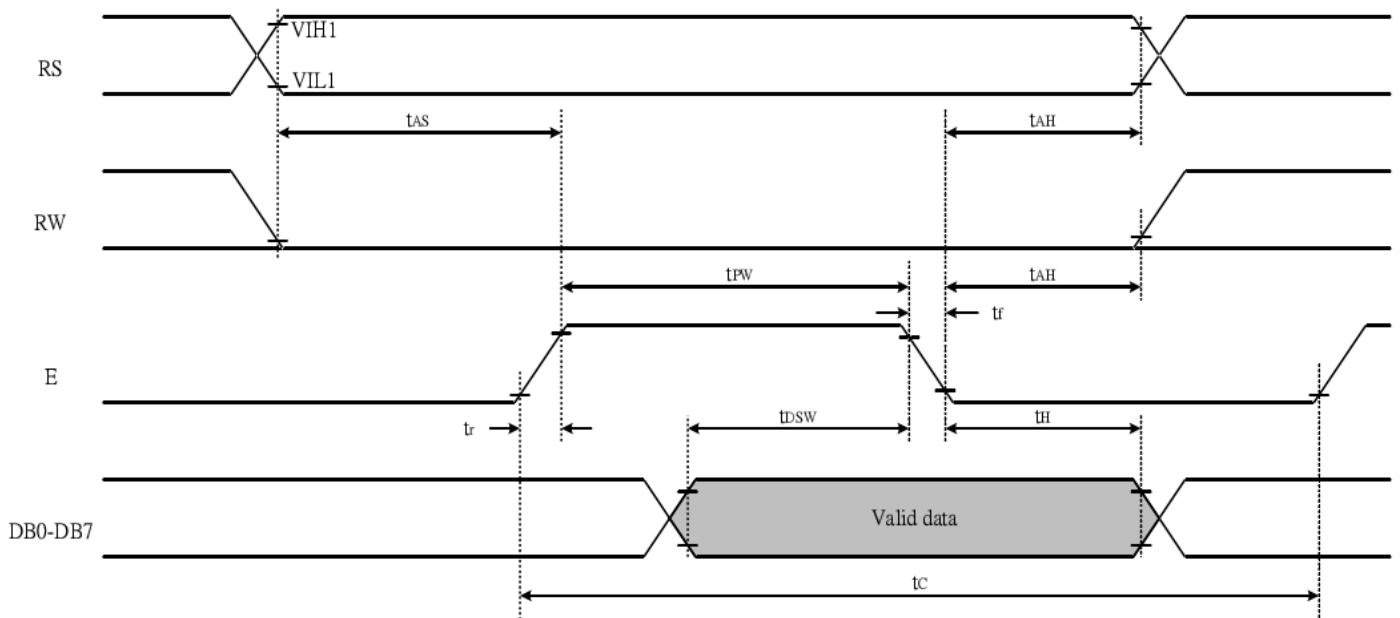 VIH1
RS
VIL1
tAS
tAH
RW
tPW
tAH
tf
E
tr
tDSW
tH
Valid data
DB0-DB7
tC